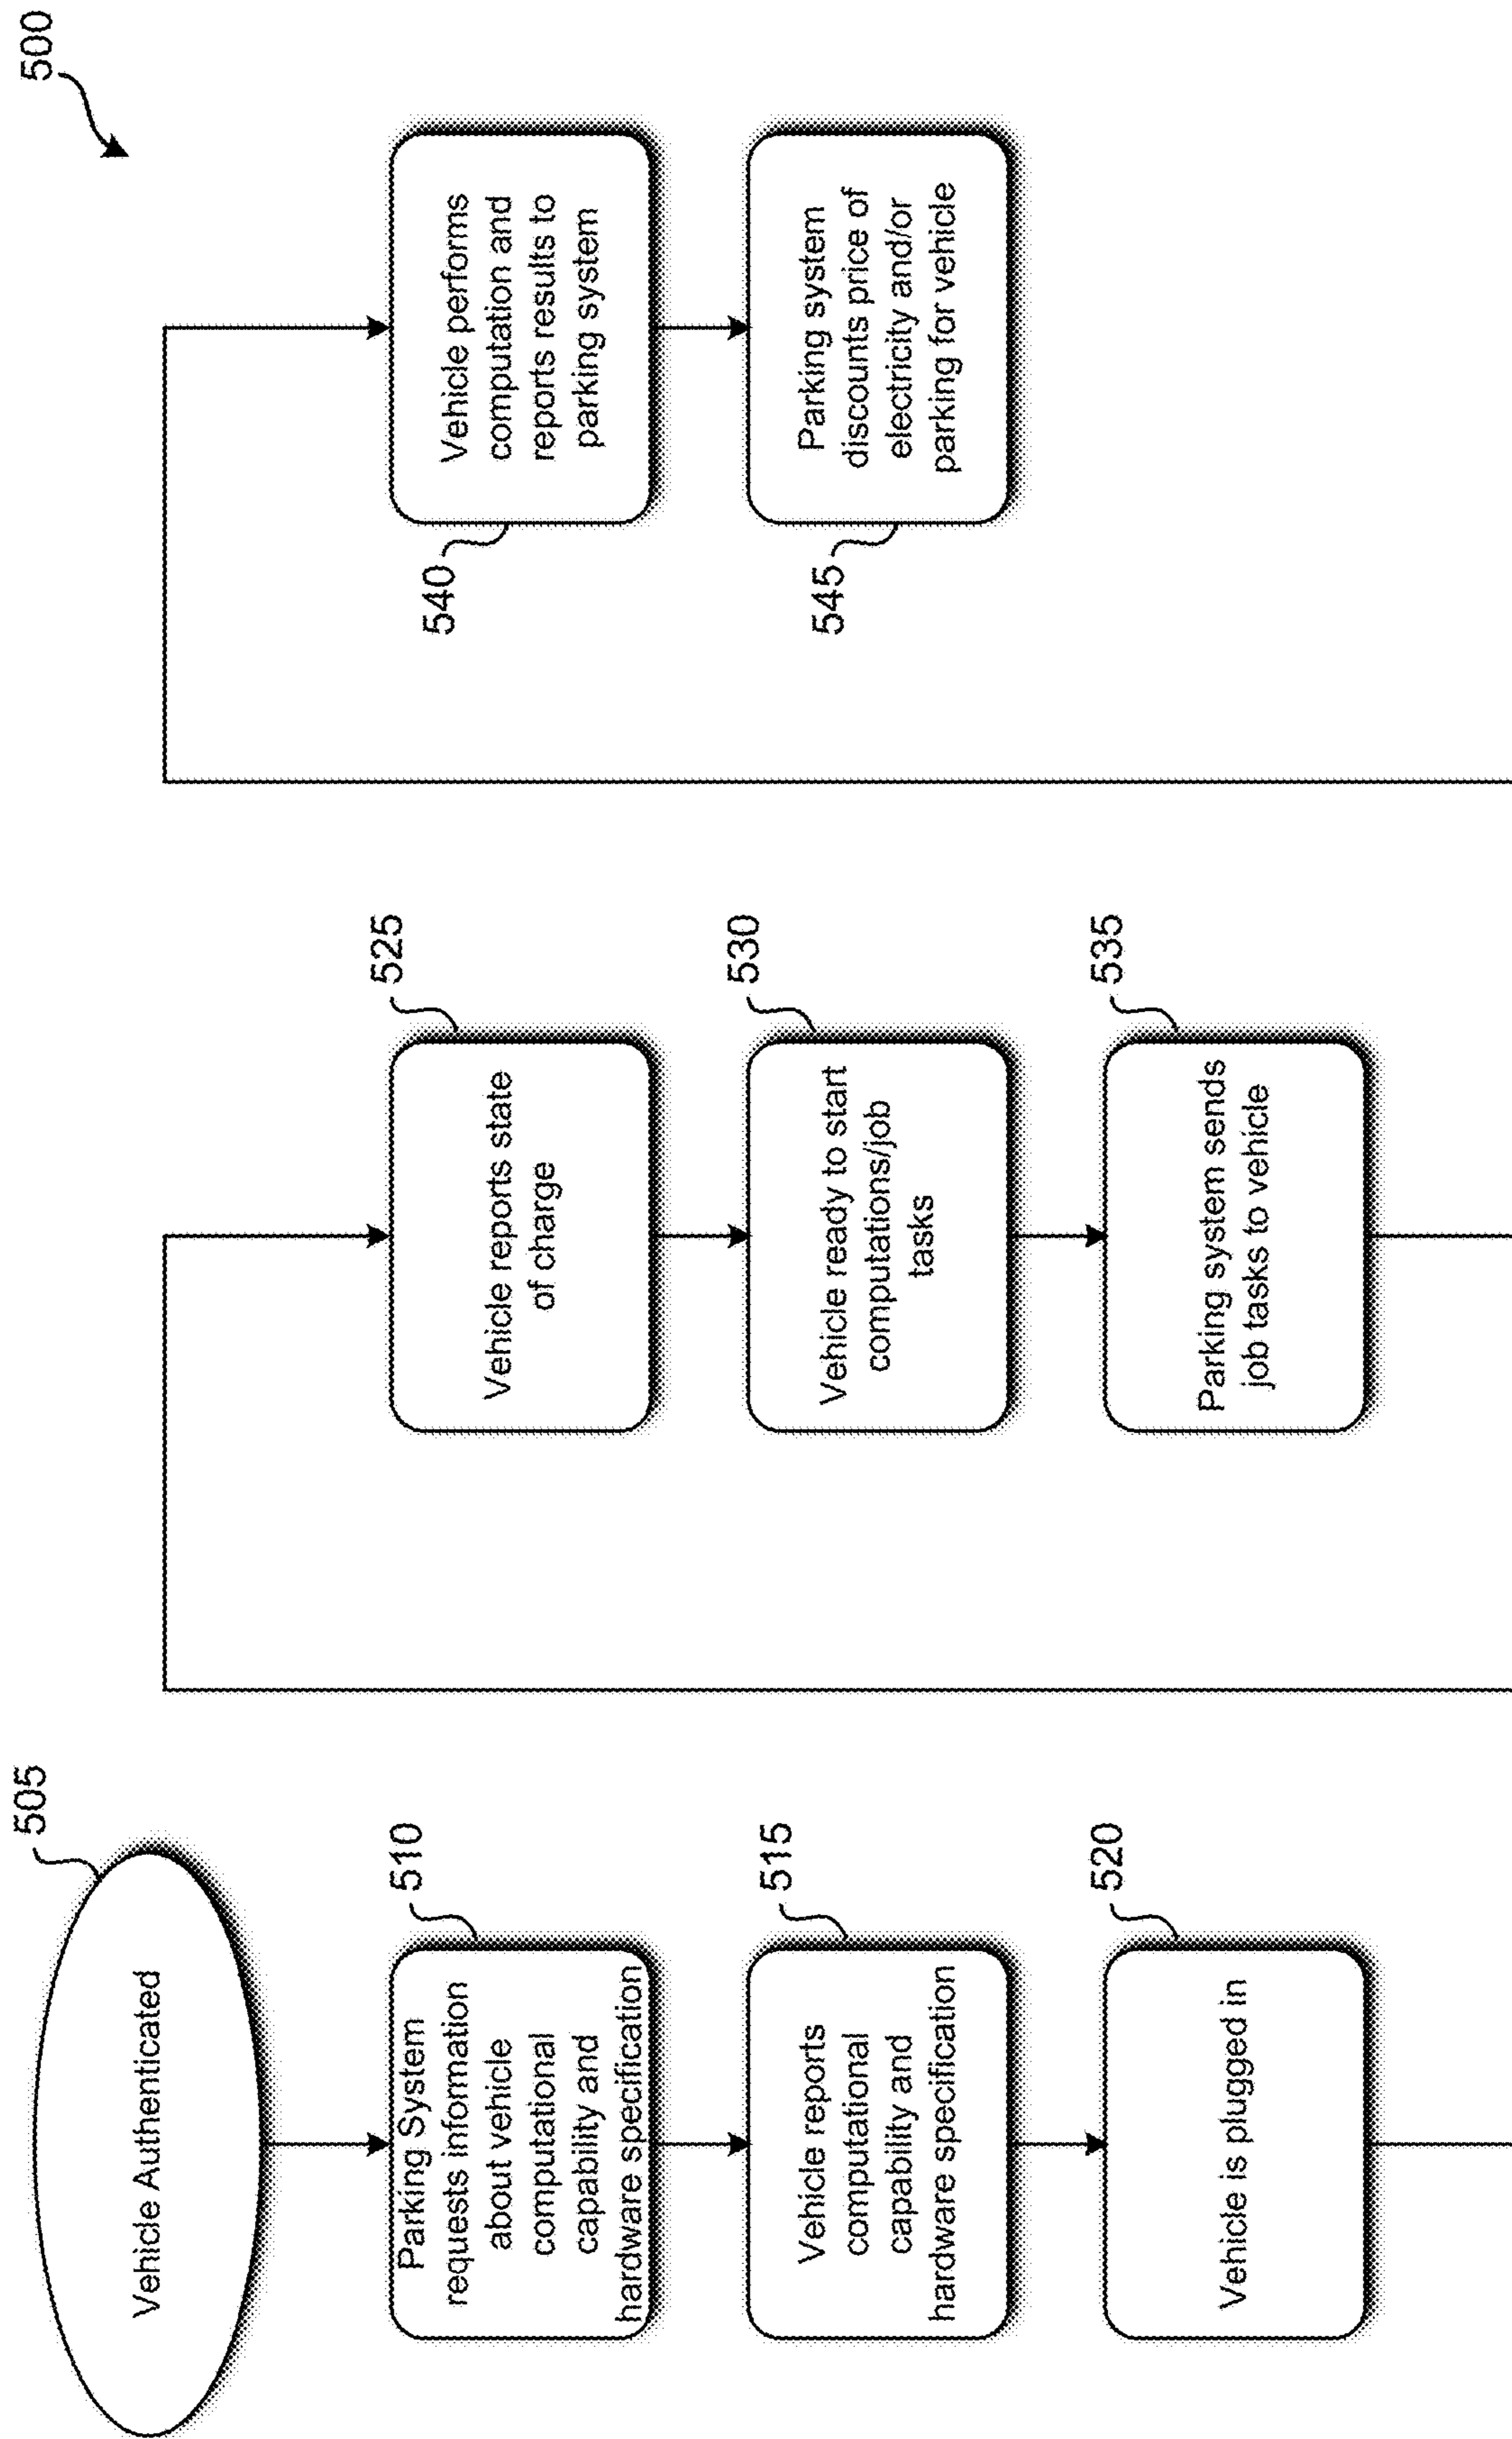 500
505
Vehicle Authenticated
510
Parking System
requests information
about vehicle
computational
capability and
hardware specification
515
Vehicle reports
computational
capability and
hardware specification
520
Vehicle is plugged in
525
Vehicle reports state
of charge
530
Vehicle ready to start
computations/job
tasks
535
Parking system sends
job tasks to vehicle
540
Vehicle performs
computation and
reports results to
parking system
545
Parking system
discounts price of
electricity and/or
parking for vehicle